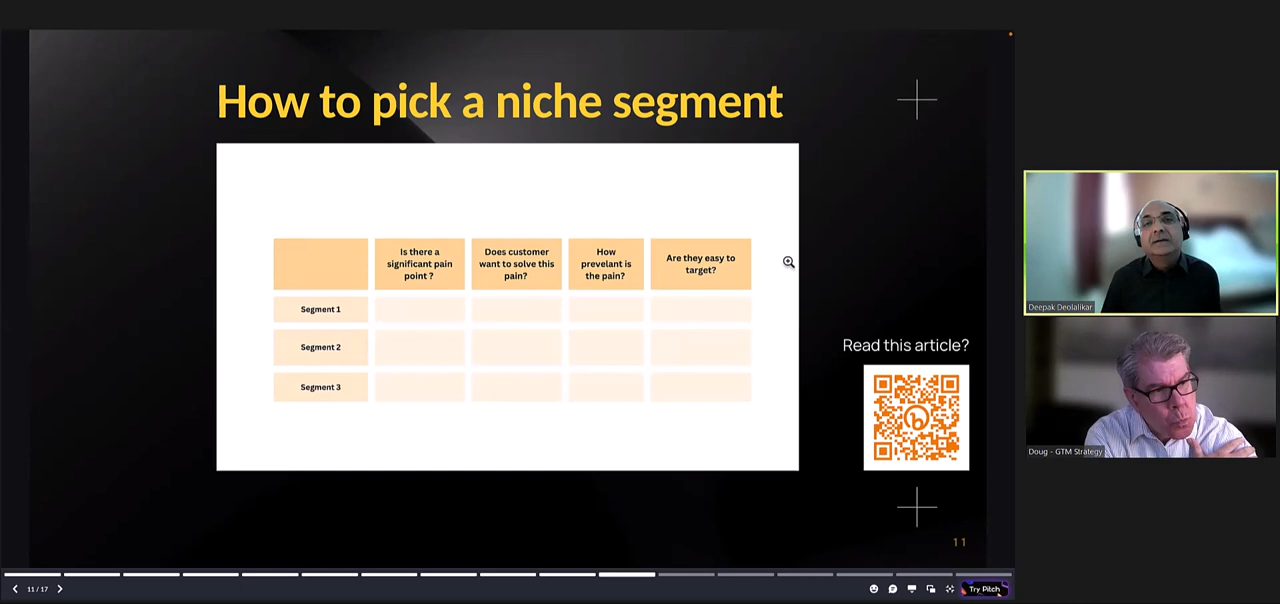 How to pick a niche segment
Is there a
significant pain
point ?
Does customer
want to solve this
pain?
How
prevelant is
the pain?
Are they easy to
target?
Segment 1
Segment 2
Segment 3
Read this article?
b
11
Deepak Deolalikar
Doug - GTM Strategy
11 / 17
Try Pitch